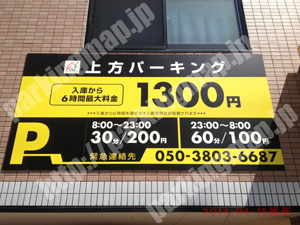 上方パーキング
入庫から
6時間最大料金
1300円
P
8:00〜23:00
30分/200円
23:00〜8:00
60分/100円
緊急連絡先 050-3803-6687
parkingmap.jp